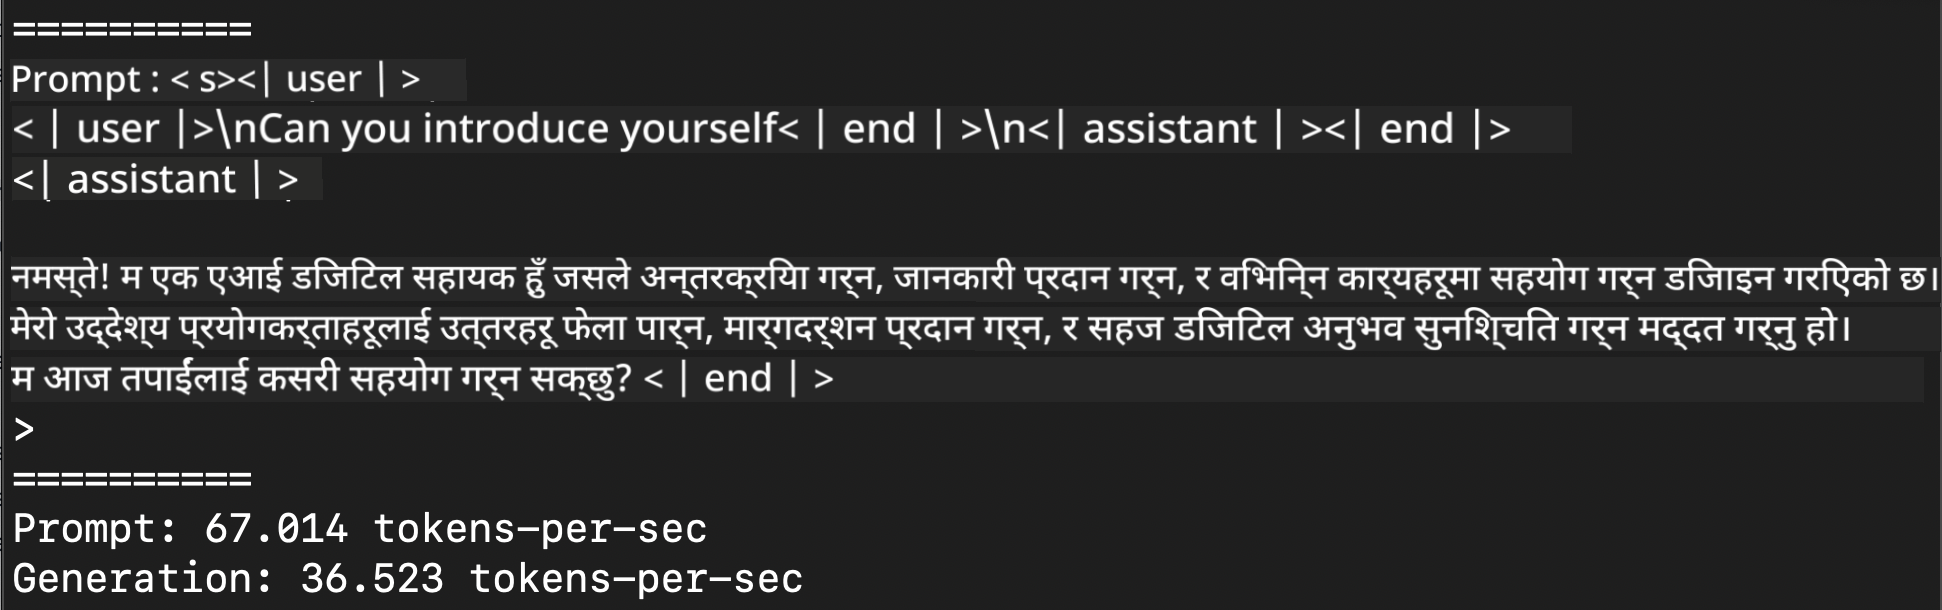 ==========
Prompt : < s><| user | >
< | user |>\nCan you introduce yourself< | end | >\n<| assistant | ><| end |>
<| assistant | >
नमस्ते! म एक एआई डिजिटल सहायक हुँ जसले अन्तरक्रिया गर्न, जानकारी प्रदान गर्न, र विभिन्न कार्यहरूमा सहयोग गर्न डिजाइन गरिएको छ।
मेरो उद्देश्य प्रयोगकर्ताहरूलाई उत्तरहरू फेला पार्न, मार्गदर्शन प्रदान गर्न, र सहज डिजिटल अनुभव सुनिश्चित गर्न मद्दत गर्नु हो।
म आज तपाईंलाई कसरी सहयोग गर्न सक्छु? < | end | >
>
==========
Prompt: 67.014 tokens-per-sec
Generation: 36.523 tokens-per-sec